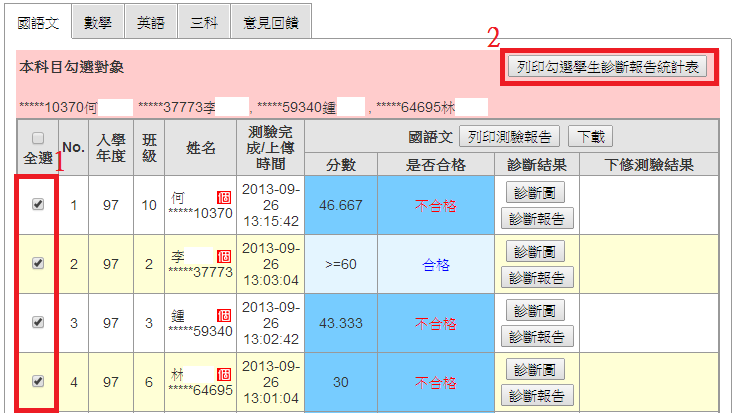 國語文 數學 英語 三科 意見回饋
2
本科目勾選對象 列印勾選學生診斷報告統計表
*****10370何 *****37773李 , *****59340鍾 , *****64695林
全選 No. 入學年度 班級 姓名 測驗完成/上傳時間 國語文 列印測驗報告 下載
分數 是否合格 診斷結果 下修測驗結果
1
1 97 10 何 個 *****10370 2013-09-26 13:15:42 46.667 不合格 診斷圖 診斷報告
2 97 2 李 個 *****37773 2013-09-26 13:03:04 >=60 合格 診斷圖 診斷報告
3 97 3 鍾 個 *****59340 2013-09-26 13:02:42 43.333 不合格 診斷圖 診斷報告
4 97 6 林 個 *****64695 2013-09-26 13:01:04 30 不合格 診斷圖 診斷報告